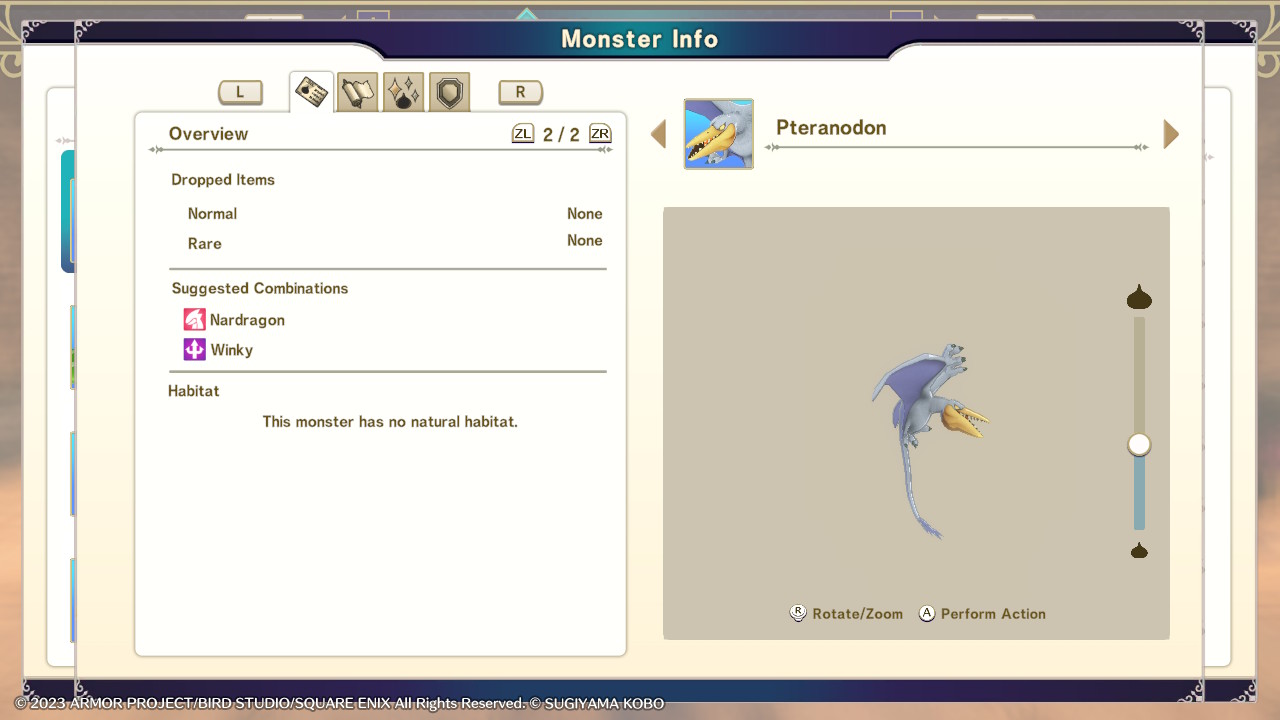 Monster Info
L
R
Overview
ZL 2 / 2 ZR
Dropped Items
Normal None
Rare None
Suggested Combinations
Nardragon
Winky
Habitat
This monster has no natural habitat.
Pteranodon
R Rotate/Zoom A Perform Action
© 2023 ARMOR PROJECT/BIRD STUDIO/SQUARE ENIX All Rights Reserved. © SUGIYAMA KOBO